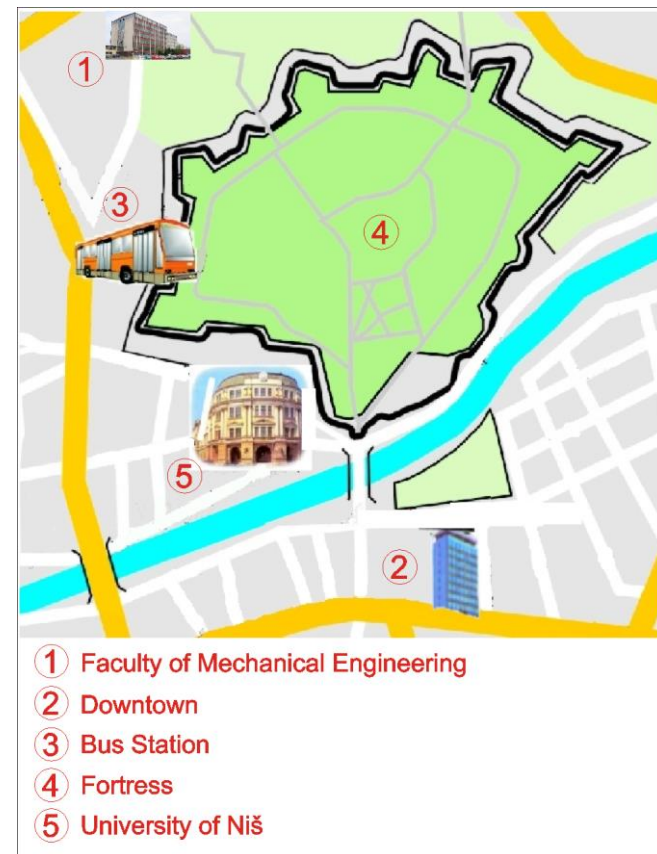 1
3
4
5
2
1 Faculty of Mechanical Engineering
2 Downtown
3 Bus Station
4 Fortress
5 University of Niš